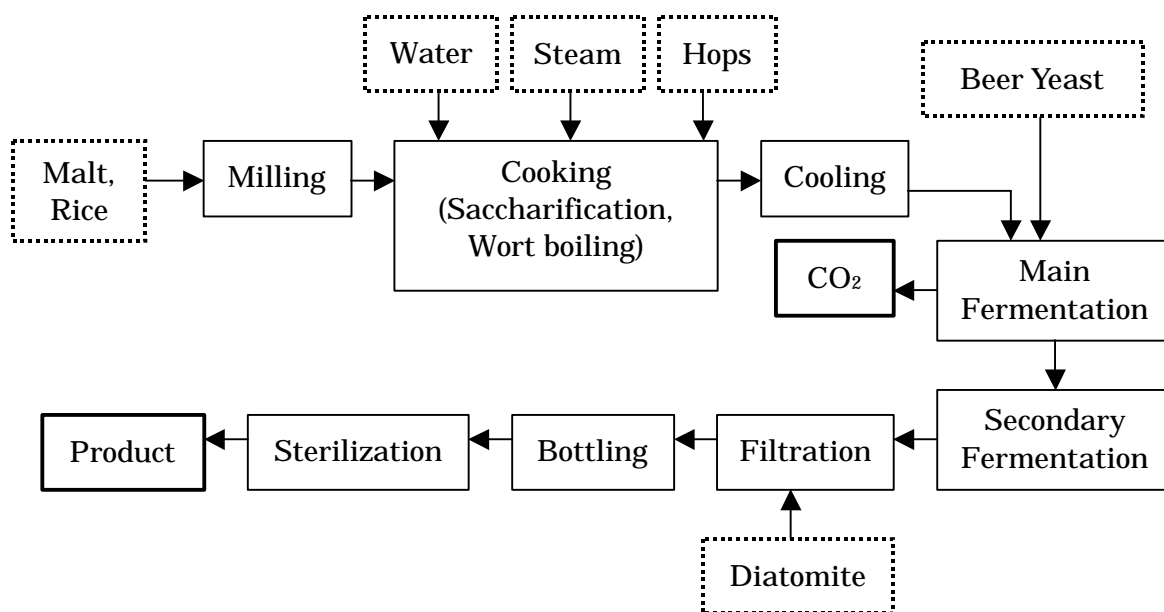 Water
Steam
Hops
Beer Yeast
Malt,
Rice
Milling
Cooking
(Saccharification,
Wort boiling)
Cooling
CO₂
Main
Fermentation
Product
Sterilization
Bottling
Filtration
Secondary
Fermentation
Diatomite